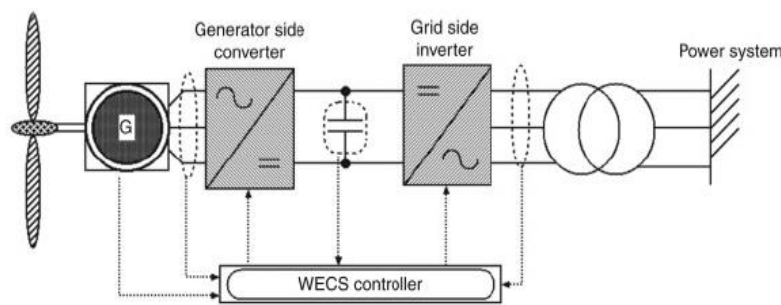 Generator side
converter
Grid side
inverter
Power system
G
WECS controller